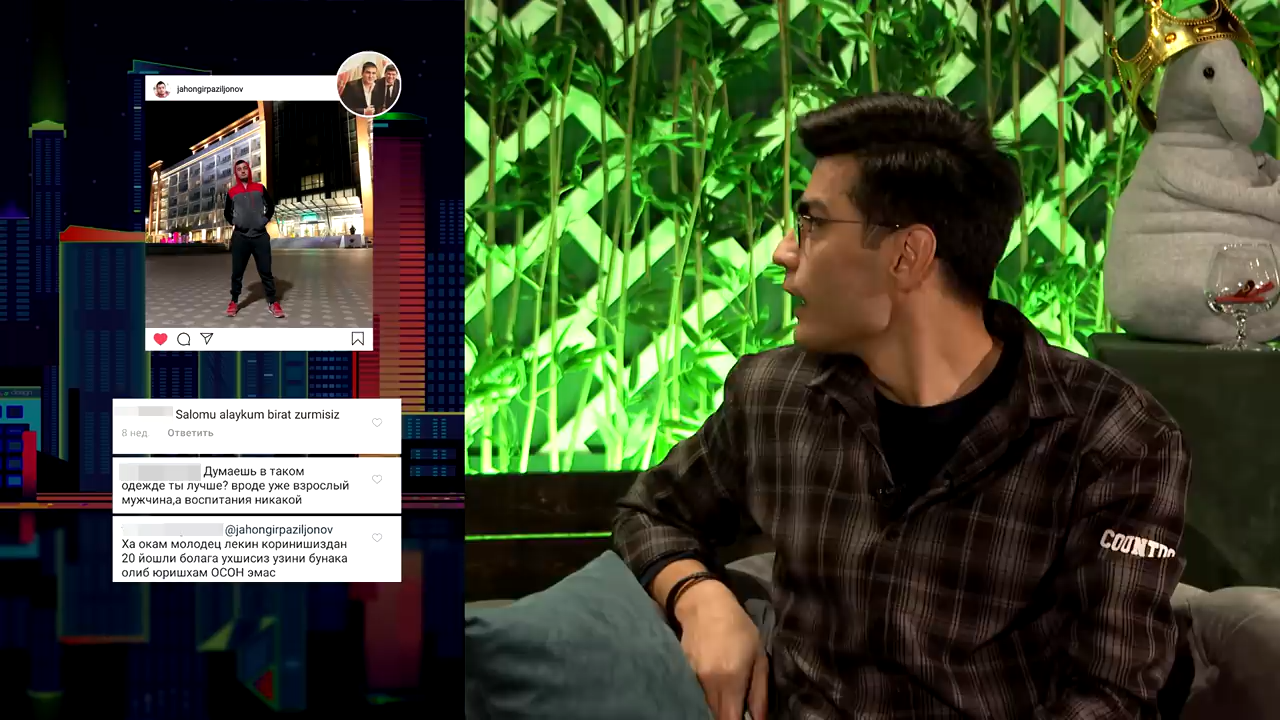 jahongirpaziljonov
Salomu alaykum birat zurmisiz
8 нед.
Ответить
Думаешь в таком
одежде ты лучше? вроде уже взрослый
мужчина,а воспитания никакой
@jahongirpaziljonov
Ха окам молодец лекин коринишиздан
20 йошли болага ухшисиз узини бунака
олиб юришхам ОСОН эмас
design